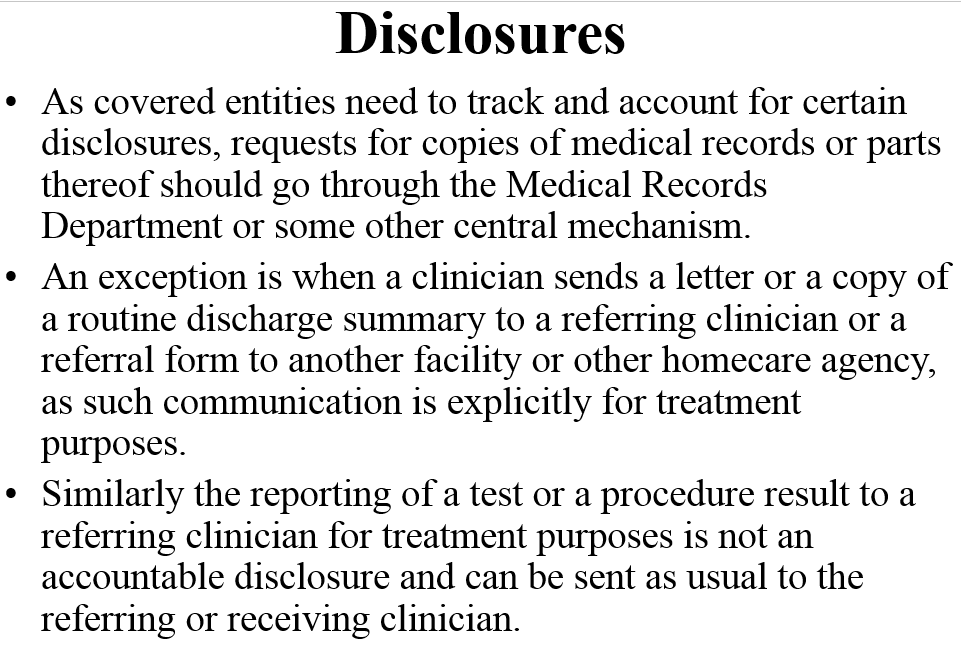 Disclosures
• As covered entities need to track and account for certain
disclosures, requests for copies of medical records or parts
thereof should go through the Medical Records
Department or some other central mechanism.
• An exception is when a clinician sends a letter or a copy of
a routine discharge summary to a referring clinician or a
referral form to another facility or other homecare agency,
as such communication is explicitly for treatment
purposes.
• Similarly the reporting of a test or a procedure result to a
referring clinician for treatment purposes is not an
accountable disclosure and can be sent as usual to the
referring or receiving clinician.